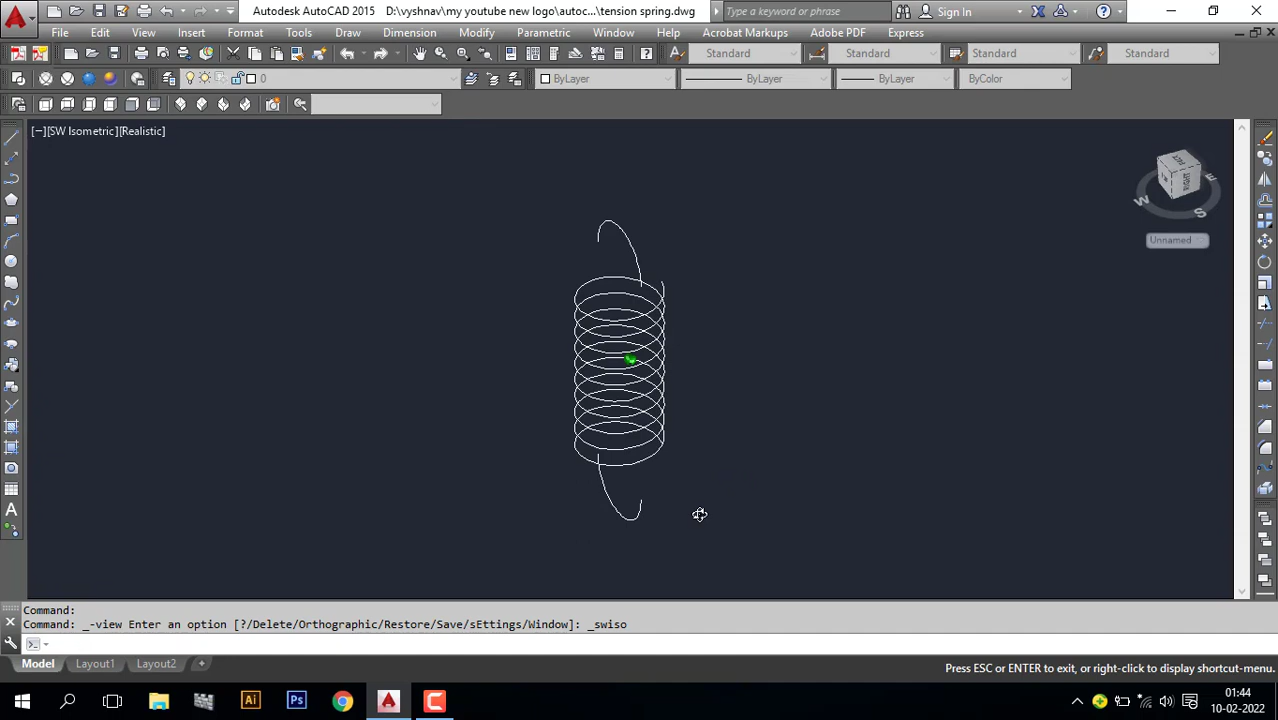 Autodesk AutoCAD 2015 D:\vyshnav\my youtube new logo\autoc...\tension spring.dwg Type a keyword or phrase Sign In
File Edit View Insert Format Tools Draw Dimension Modify Parametric Window Help Acrobat Markups Adobe PDF Express
Standard Standard Standard Standard
0 ByLayer ByLayer ByLayer ByColor
[−][SW Isometric][Realistic]
RIGHT
W S E
Unnamed
Command:
Command: _-view Enter an option [?/Delete/Orthographic/Restore/Save/sEttings/Window]: _swiso
Model Layout1 Layout2 +
Press ESC or ENTER to exit, or right-click to display shortcut-menu.
Ai Ps
01:44
10-02-2022